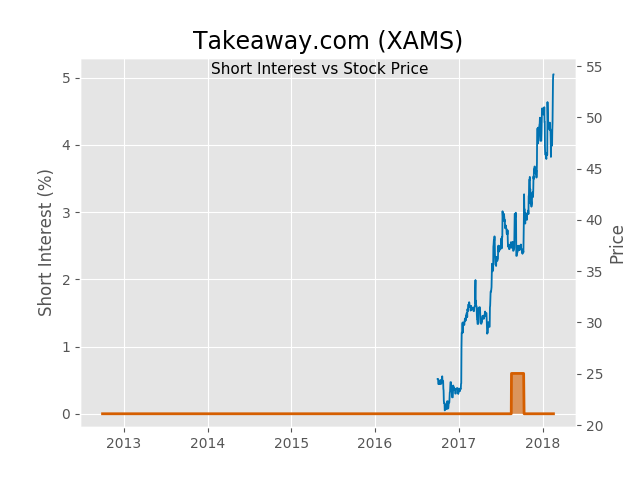 Takeaway.com (XAMS)
Short Interest vs Stock Price
Short Interest (%)
5
4
3
2
1
0
Price
55
50
45
40
35
30
25
20
2013 2014 2015 2016 2017 2018